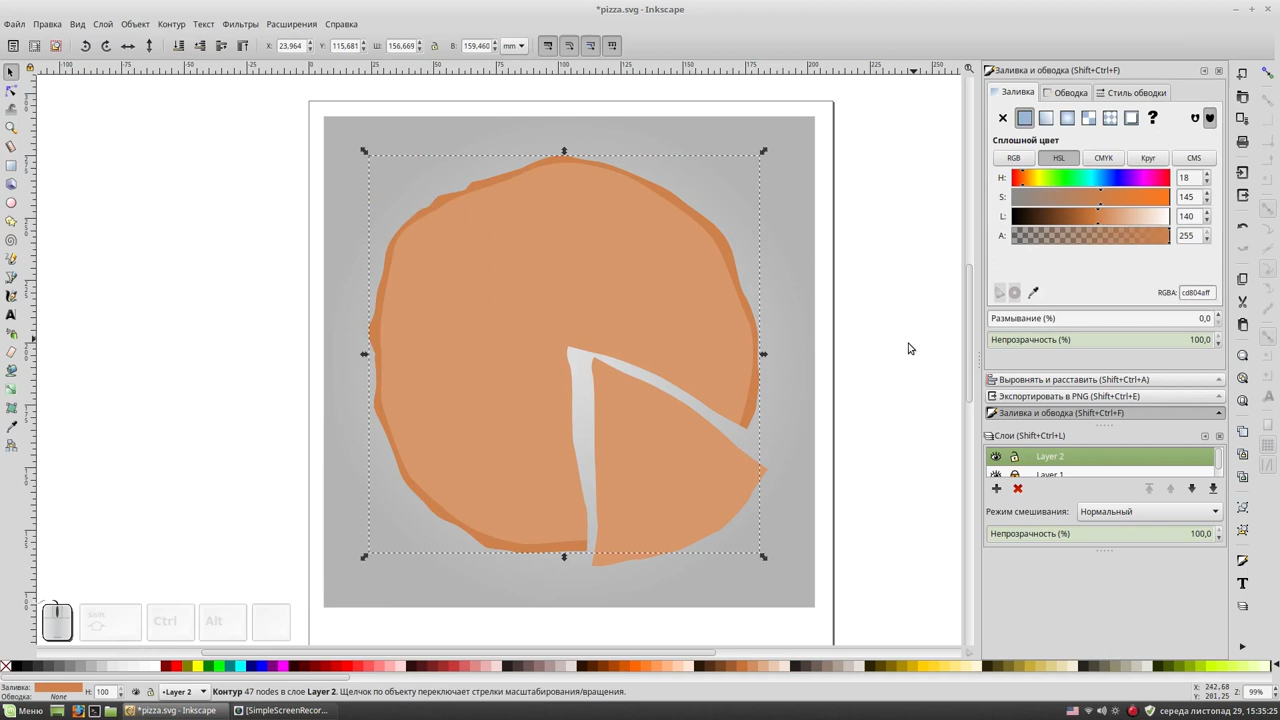 *pizza.svg - Inkscape
Файл Правка Вид Слой Объект Контур Текст Фильтры Расширения Справка
X: 23,964 Y: 115,681 Ш: 156,669 В: 159,460 mm
Заливка и обводка (Shift+Ctrl+F)
Заливка Обводка Стиль обводки
?
Сплошной цвет
RGB HSL CMYK Круг CMS
H: 18
S: 145
L: 140
A: 255
RGBA: cd804aff
Размывание (%) 0,0
Непрозрачность (%) 100,0
Выровнять и расставить (Shift+Ctrl+A)
Экспортировать в PNG (Shift+Ctrl+E)
Заливка и обводка (Shift+Ctrl+F)
Слои (Shift+Ctrl+L)
Layer 2
Layer 1
Режим смешивания: Нормальный
Непрозрачность (%) 100,0
Shift Ctrl Alt
Заливка: Н: 100 •Layer 2 Контур 47 nodes в слое Layer 2. Щелчок по объекту переключает стрелки масштабирования/вращения.
Обводка: None
X: 242,68
Y: 201,25
Z: 99%
Меню *pizza.svg - Inkscape [SimpleScreenRecor... середа листопад 29, 15:35:25